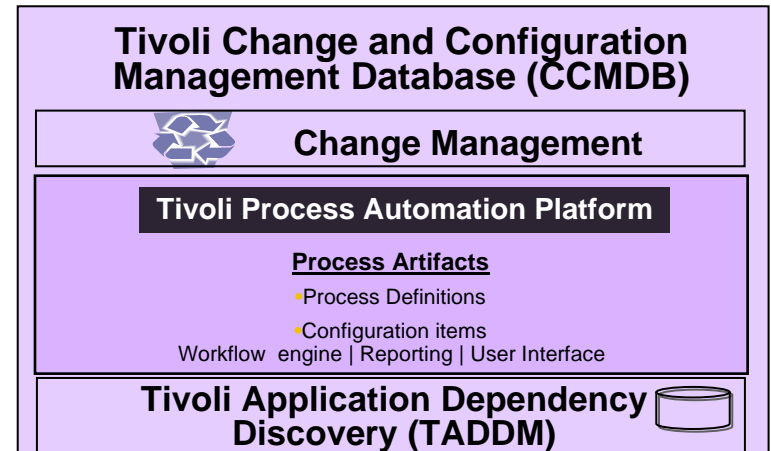 Tivoli Change and Configuration
Management Database (CCMDB)
Change Management
Tivoli Process Automation Platform
Process Artifacts
▪Process Definitions
▪Configuration items
Workflow engine | Reporting | User Interface
Tivoli Application Dependency
Discovery (TADDM)